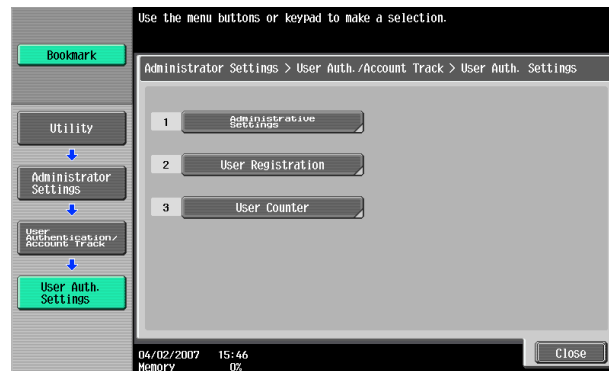 Use the menu buttons or keypad to make a selection.
Bookmark
Administrator Settings > User Auth./Account Track > User Auth. Settings
Utility
Administrator
Settings
User
Authentication/
Account Track
User Auth.
Settings
1 Administrative
Settings
2 User Registration
3 User Counter
04/02/2007 15:46
Memory 0%
Close